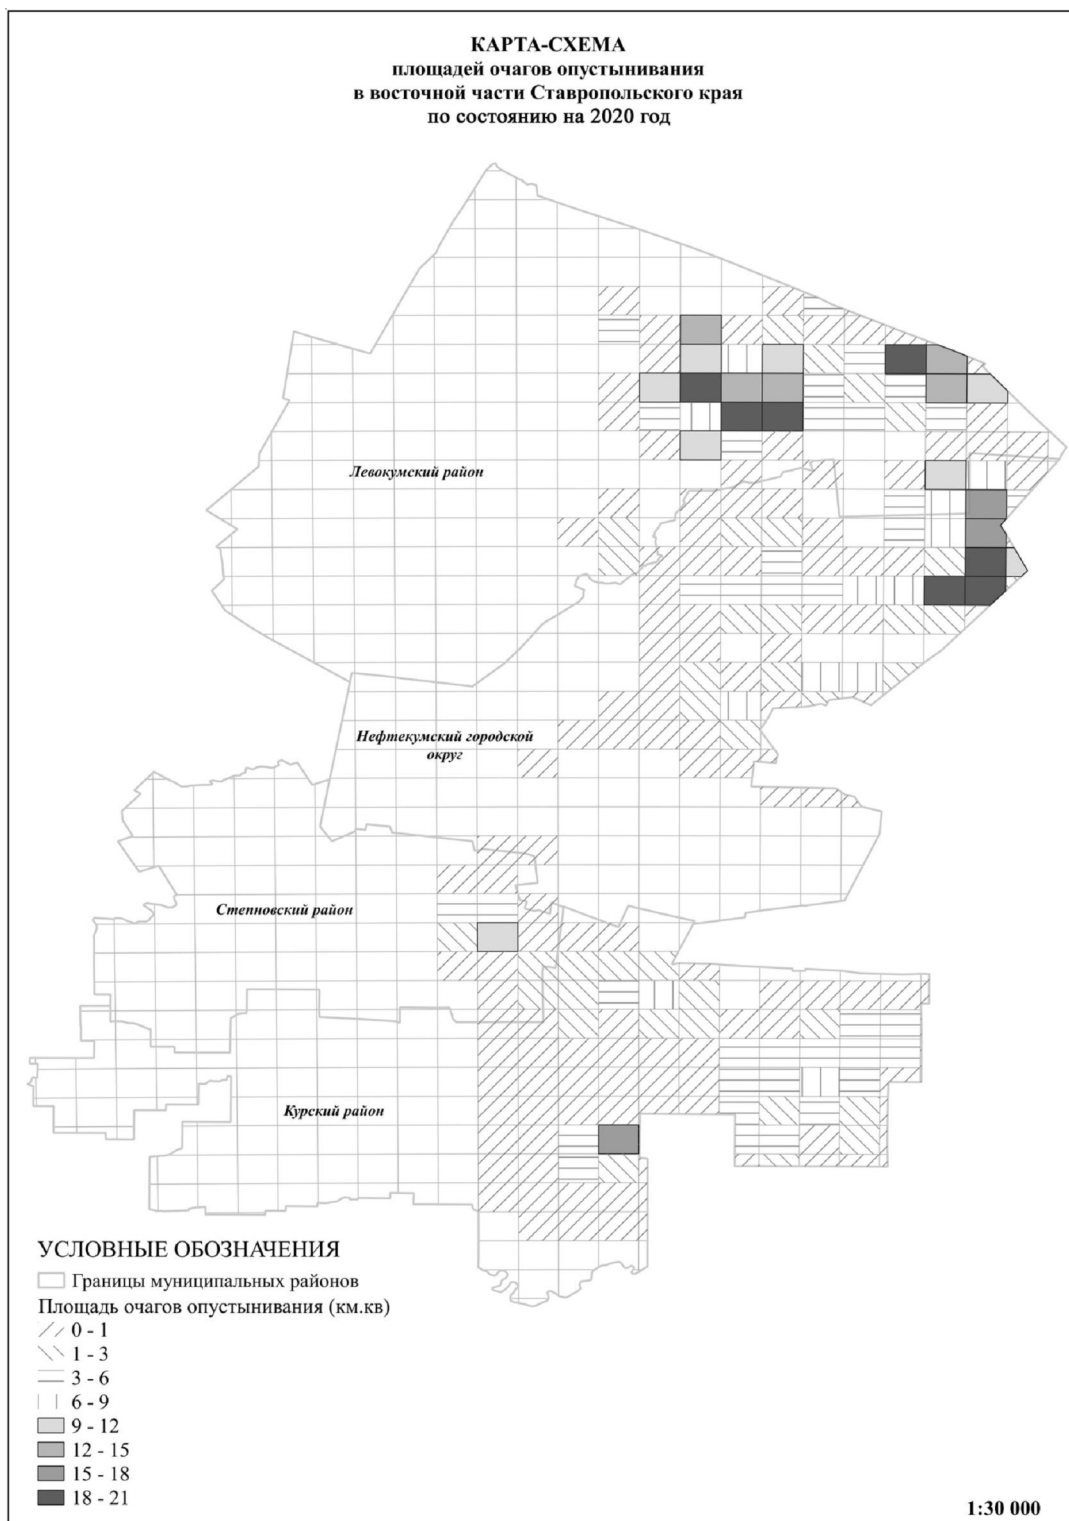 КАРТА-СХЕМА
площадей очагов опустынивания
в восточной части Ставропольского края
по состоянию на 2020 год
Левокумский район
Нефтекумский городской
округ
Степновский район
Курский район
УСЛОВНЫЕ ОБОЗНАЧЕНИЯ
Границы муниципальных районов
Площадь очагов опустынивания (км.кв)
0 - 1
1 - 3
3 - 6
6 - 9
9 - 12
12 - 15
15 - 18
18 - 21
1:30 000